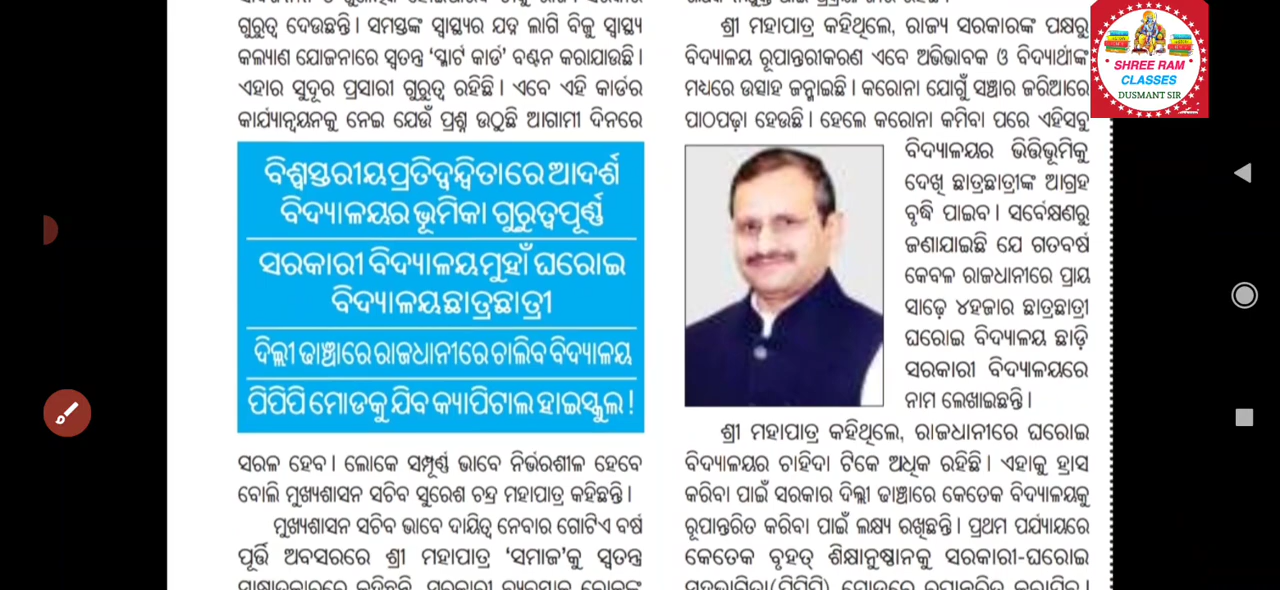 ଗୁରୁତ୍ୱ ଦେଉଛନ୍ତି । ସମସ୍ତଙ୍କ ସ୍ୱାସ୍ଥ୍ୟର ଯତ୍ନ ଲାଗି ବିଜୁ ସ୍ୱାସ୍ଥ୍ୟ
କଲ୍ୟାଣ ଯୋଜନାରେ ସ୍ୱତନ୍ତ୍ର ‘ସ୍ମାର୍ଟ କାର୍ଡ’ ବଣ୍ଟନ କରାଯାଉଛି ।
ଏହାର ସୁଦୂର ପ୍ରସାରୀ ଗୁରୁତ୍ୱ ରହିଛି । ଏବେ ଏହି କାର୍ଡର
କାର୍ଯ୍ୟାନ୍ୱୟନକୁ ନେଇ ଯେଉଁ ପ୍ରଶ୍ନ ଉଠୁଛି ଆଗାମୀ ଦିନରେ
ବିଶ୍ୱସ୍ତରୀୟ ପ୍ରତିଦ୍ୱନ୍ଦ୍ୱିତାରେ ଆଦର୍ଶ
ବିଦ୍ୟାଳୟର ଭୂମିକା ଗୁରୁତ୍ୱପୂର୍ଣ୍ଣ
ସରକାରୀ ବିଦ୍ୟାଳୟମୁହାଁ ଘରୋଇ
ବିଦ୍ୟାଳୟ ଛାତ୍ରଛାତ୍ରୀ
ଦିଲ୍ଲୀ ଢାଞ୍ଚାରେ ରାଜଧାନୀରେ ଚାଲିବ ବିଦ୍ୟାଳୟ
ପିପିପି ମୋଡକୁ ଯିବ କ୍ୟାପିଟାଲ ହାଇସ୍କୁଲ !
ସରଳ ହେବ । ଲୋକେ ସମ୍ପୂର୍ଣ୍ଣ ଭାବେ ନିର୍ଭରଶୀଳ ହେବେ
ବୋଲି ମୁଖ୍ୟଶାସନ ସଚିବ ସୁରେଶ ଚନ୍ଦ୍ର ମହାପାତ୍ର କହିଛନ୍ତି ।
ମୁଖ୍ୟଶାସନ ସଚିବ ଭାବେ ଦାୟିତ୍ୱ ନେବାର ଗୋଟିଏ ବର୍ଷ
ପୂର୍ତ୍ତି ଅବସରରେ ଶ୍ରୀ ମହାପାତ୍ର ‘ସମାଜ’କୁ ସ୍ୱତନ୍ତ୍ର
ଶ୍ରୀ ମହାପାତ୍ର କହିଥିଲେ, ରାଜ୍ୟ ସରକାରଙ୍କ ପକ୍ଷରୁ
ବିଦ୍ୟାଳୟ ରୂପାନ୍ତରୀକରଣ ଏବେ ଅଭିଭାବକ ଓ ବିଦ୍ୟାର୍ଥୀଙ୍କ
ମଧ୍ୟରେ ଉତ୍ସାହ ଜନ୍ମାଇଛି । କରୋନା ଯୋଗୁଁ ସଞ୍ଚାର ଜରିଆରେ
ପାଠପଢ଼ା ହେଉଛି । ହେଲେ କରୋନା କମିବା ପରେ ଏହିସବୁ
ବିଦ୍ୟାଳୟର ଭିତ୍ତିଭୂମିକୁ
ଦେଖି ଛାତ୍ରଛାତ୍ରୀଙ୍କ ଆଗ୍ରହ
ବୃଦ୍ଧି ପାଇବ । ସର୍ବେକ୍ଷଣରୁ
ଜଣାଯାଇଛି ଯେ ଗତବର୍ଷ
କେବଳ ରାଜଧାନୀରେ ପ୍ରାୟ
ସାଢ଼େ ୪ହଜାର ଛାତ୍ରଛାତ୍ରୀ
ଘରୋଇ ବିଦ୍ୟାଳୟ ଛାଡ଼ି
ସରକାରୀ ବିଦ୍ୟାଳୟରେ
ନାମ ଲେଖାଇଛନ୍ତି ।
ଶ୍ରୀ ମହାପାତ୍ର କହିଥିଲେ, ରାଜଧାନୀରେ ଘରୋଇ
ବିଦ୍ୟାଳୟର ଚାହିଦା ଟିକେ ଅଧିକ ରହିଛି । ଏହାକୁ ହ୍ରାସ
କରିବା ପାଇଁ ସରକାର ଦିଲ୍ଲୀ ଢାଞ୍ଚାରେ କେତେକ ବିଦ୍ୟାଳୟକୁ
ରୂପାନ୍ତରିତ କରିବା ପାଇଁ ଲକ୍ଷ୍ୟ ରଖିଛନ୍ତି । ପ୍ରଥମ ପର୍ଯ୍ୟାୟରେ
କେତେକ ବୃହତ୍ ଶିକ୍ଷାନୁଷ୍ଠାନକୁ ସରକାରୀ-ଘରୋଇ
SHREE RAM
CLASSES
DUSMANT SIR